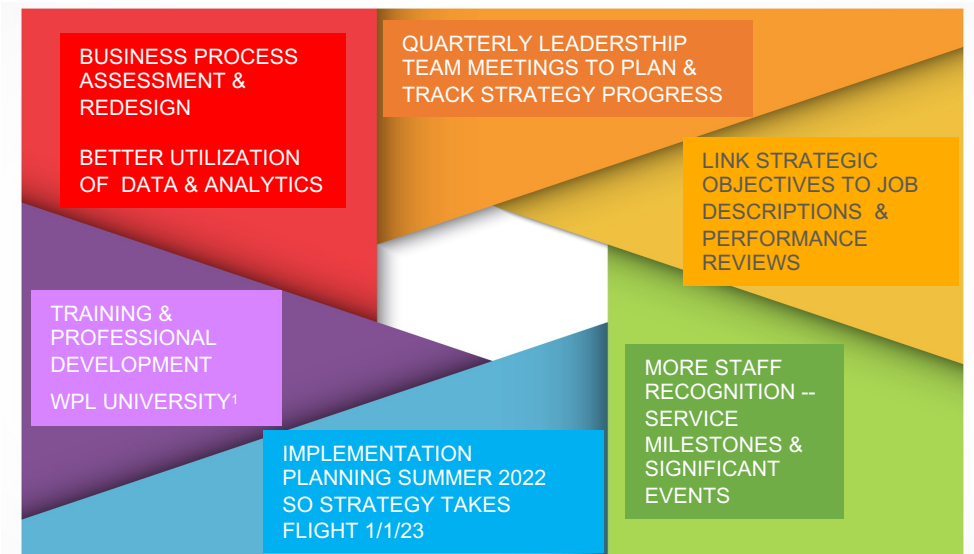 BUSINESS PROCESS
ASSESSMENT &
REDESIGN
BETTER UTILIZATION
OF DATA & ANALYTICS
QUARTERLY LEADERSTHIP
TEAM MEETINGS TO PLAN &
TRACK STRATEGY PROGRESS
LINK STRATEGIC
OBJECTIVES TO JOB
DESCRIPTIONS &
PERFORMANCE
REVIEWS
TRAINING &
PROFESSIONAL
DEVELOPMENT
WPL UNIVERSITY¹
MORE STAFF
RECOGNITION --
SERVICE
MILESTONES &
SIGNIFICANT
EVENTS
IMPLEMENTATION
PLANNING SUMMER 2022
SO STRATEGY TAKES
FLIGHT 1/1/23